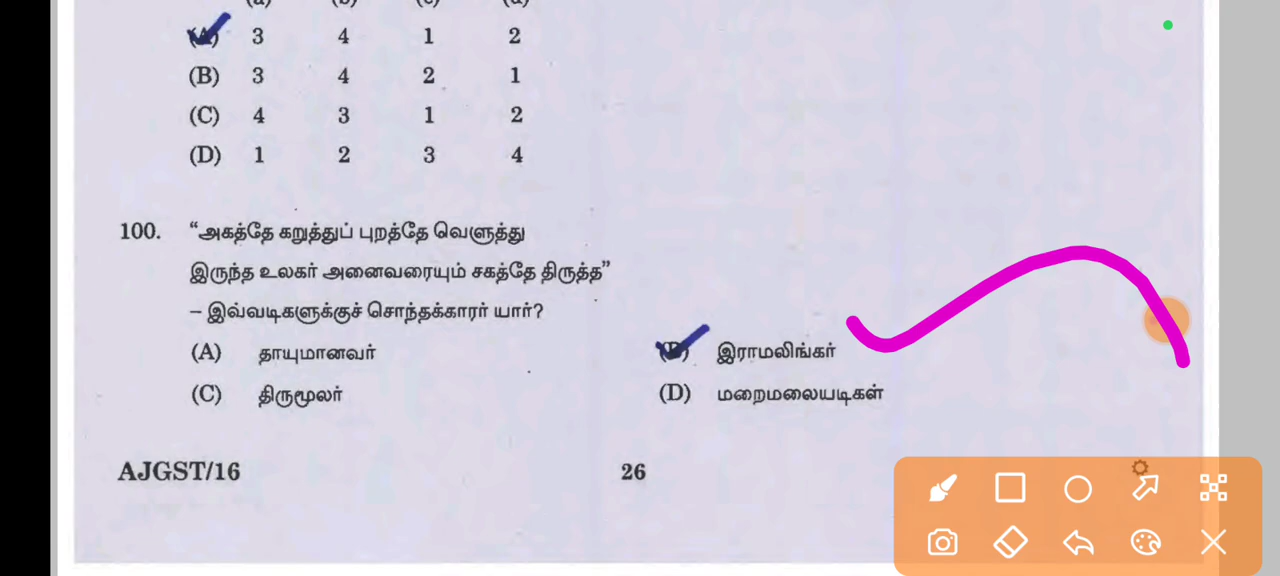 (A) 3 4 1 2
(B) 3 4 2 1
(C) 4 3 1 2
(D) 1 2 3 4
100. “அகத்தே கறுத்துப் புறத்தே வெளுத்து
இருந்த உலகர் அனைவரையும் சகத்தே திருத்த”
– இவ்வடிகளுக்குச் சொந்தக்காரர் யார்?
(A) தாயுமானவர் (B) இராமலிங்கர்
(C) திருமூலர் (D) மறைமலையடிகள்
AJGST/16 26